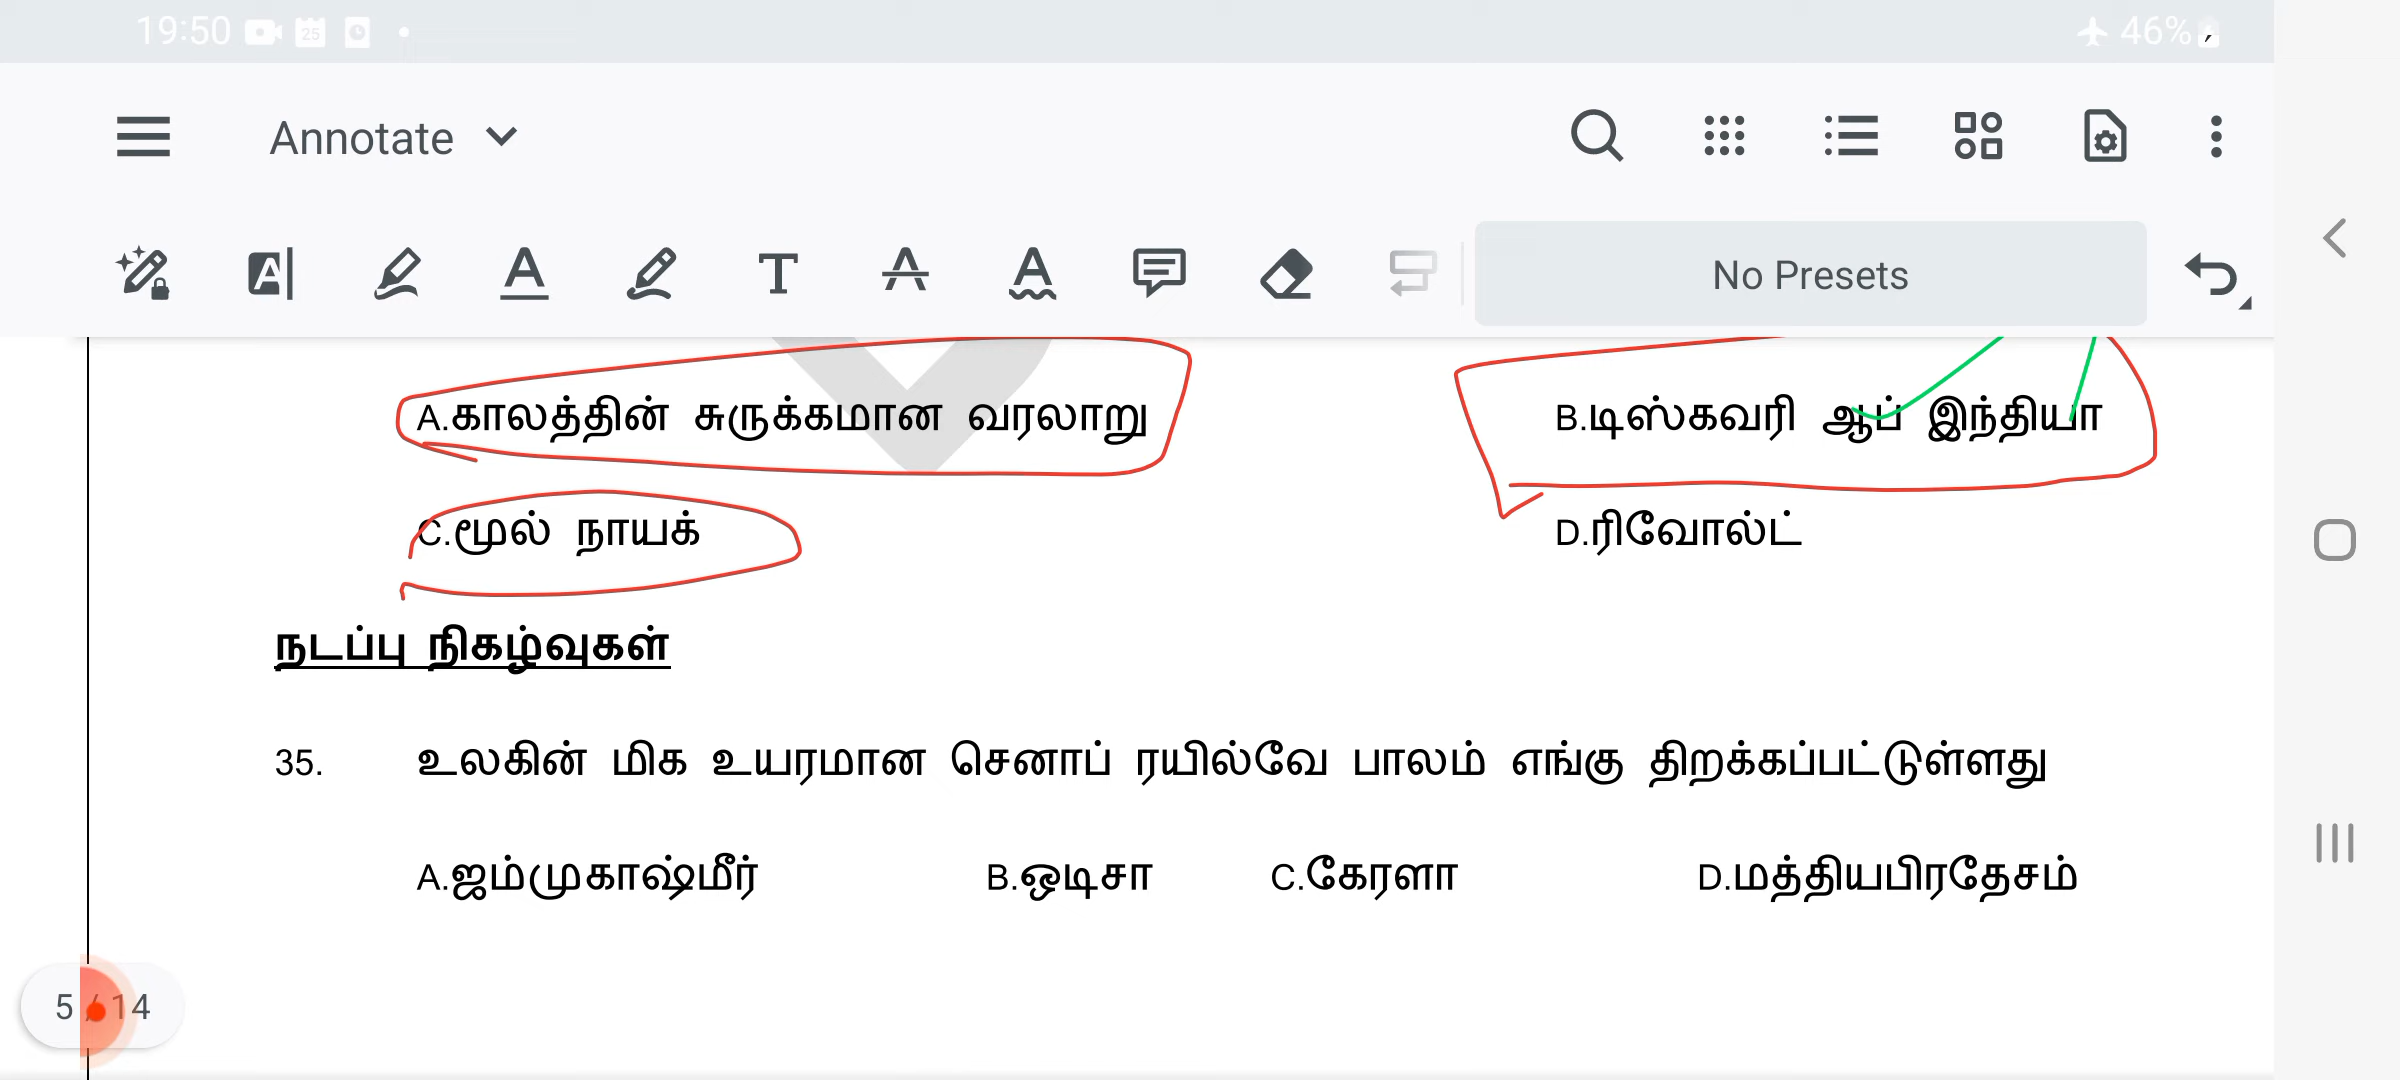 19:50 25 46%
Annotate
No Presets
A.காலத்தின் சுருக்கமான வரலாறு B.டிஸ்கவரி ஆப் இந்தியா
C.மூல் நாயக் D.ரிவோல்ட்
நடப்பு நிகழ்வுகள்
35. உலகின் மிக உயரமான செனாப் ரயில்வே பாலம் எங்கு திறக்கப்பட்டுள்ளது
A.ஜம்முகாஷ்மீர் B.ஒடிசா C.கேரளா D.மத்தியபிரதேசம்
5 / 14